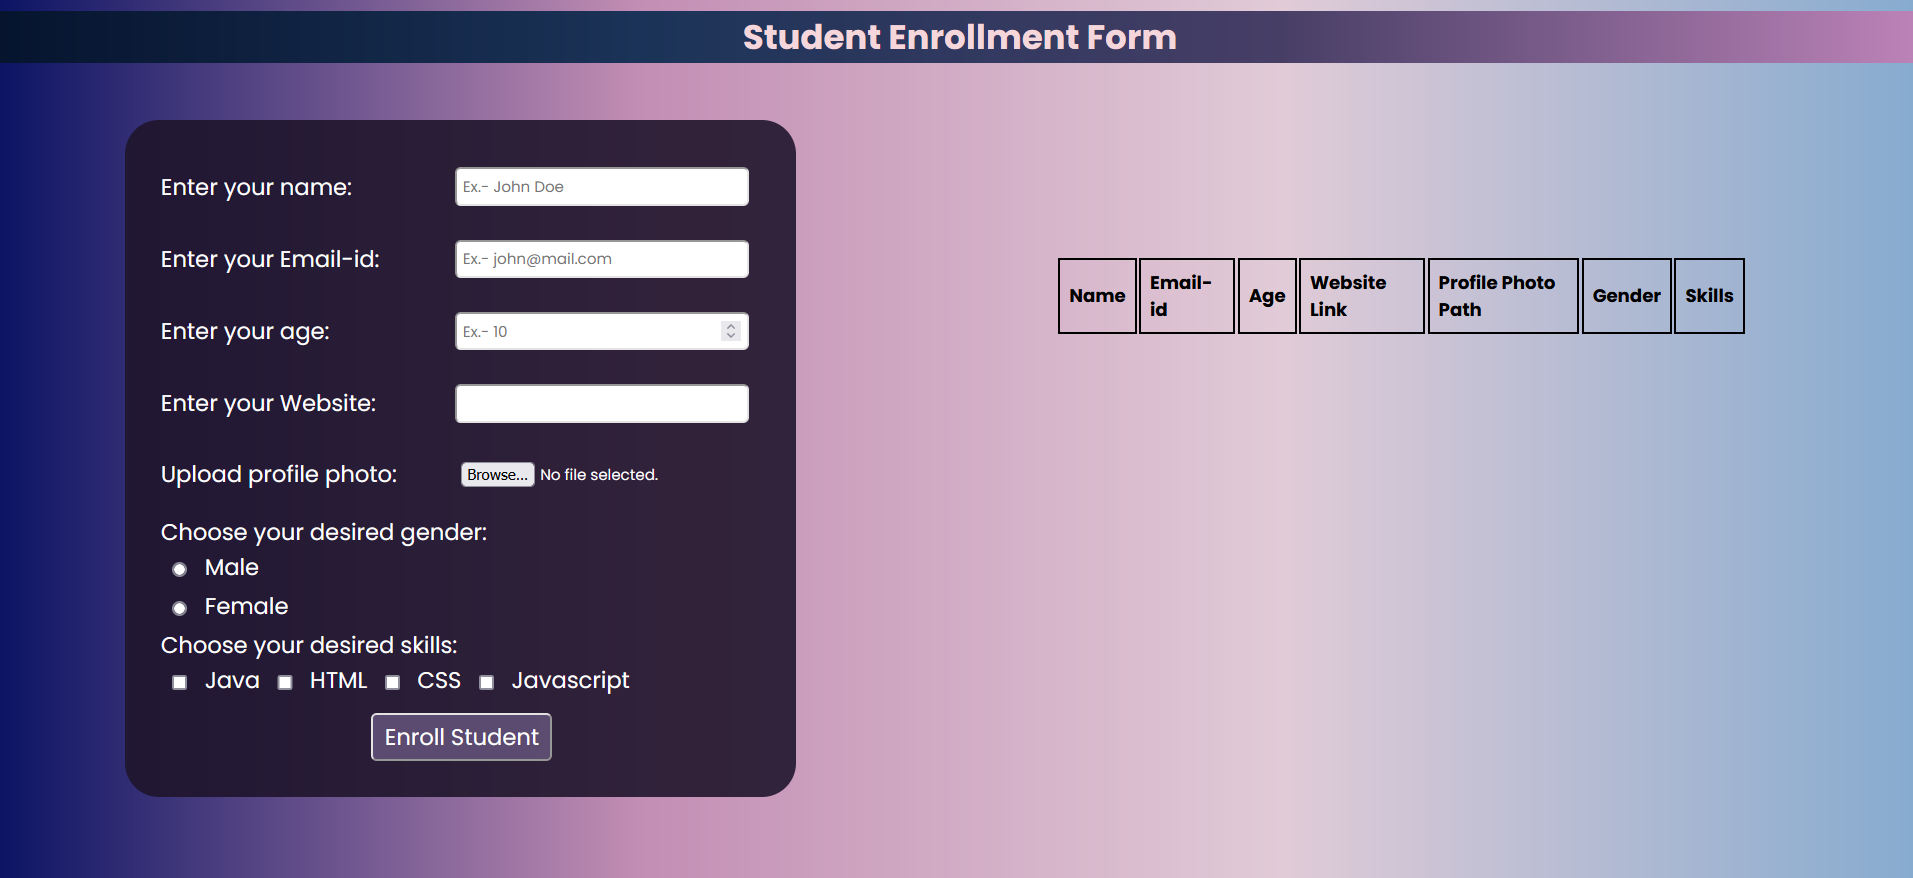 Student Enrollment Form
Enter your name:
Ex.- John Doe
Enter your Email-id:
Ex.- john@mail.com
Enter your age:
Ex.- 10
Enter your Website:
Upload profile photo:
Browse... No file selected.
Choose your desired gender:
Male
Female
Choose your desired skills:
Java HTML CSS Javascript
Enroll Student
Name
Email-
id
Age
Website
Link
Profile Photo
Path
Gender
Skills